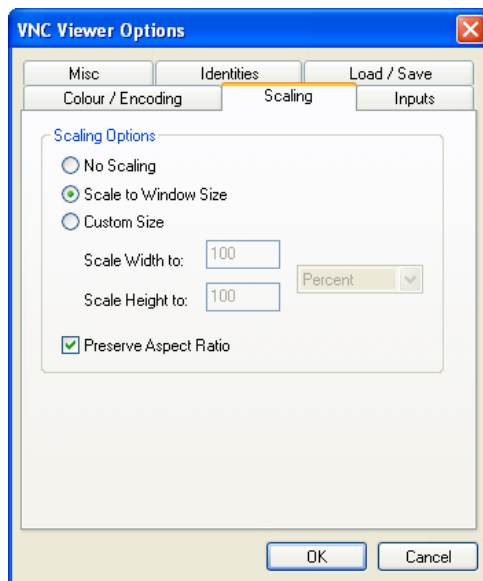 VNC Viewer Options
Misc Identities Load / Save
Colour / Encoding Scaling Inputs
Scaling Options
No Scaling
Scale to Window Size
Custom Size
Scale Width to: 100
Percent
Scale Height to: 100
Preserve Aspect Ratio
OK Cancel